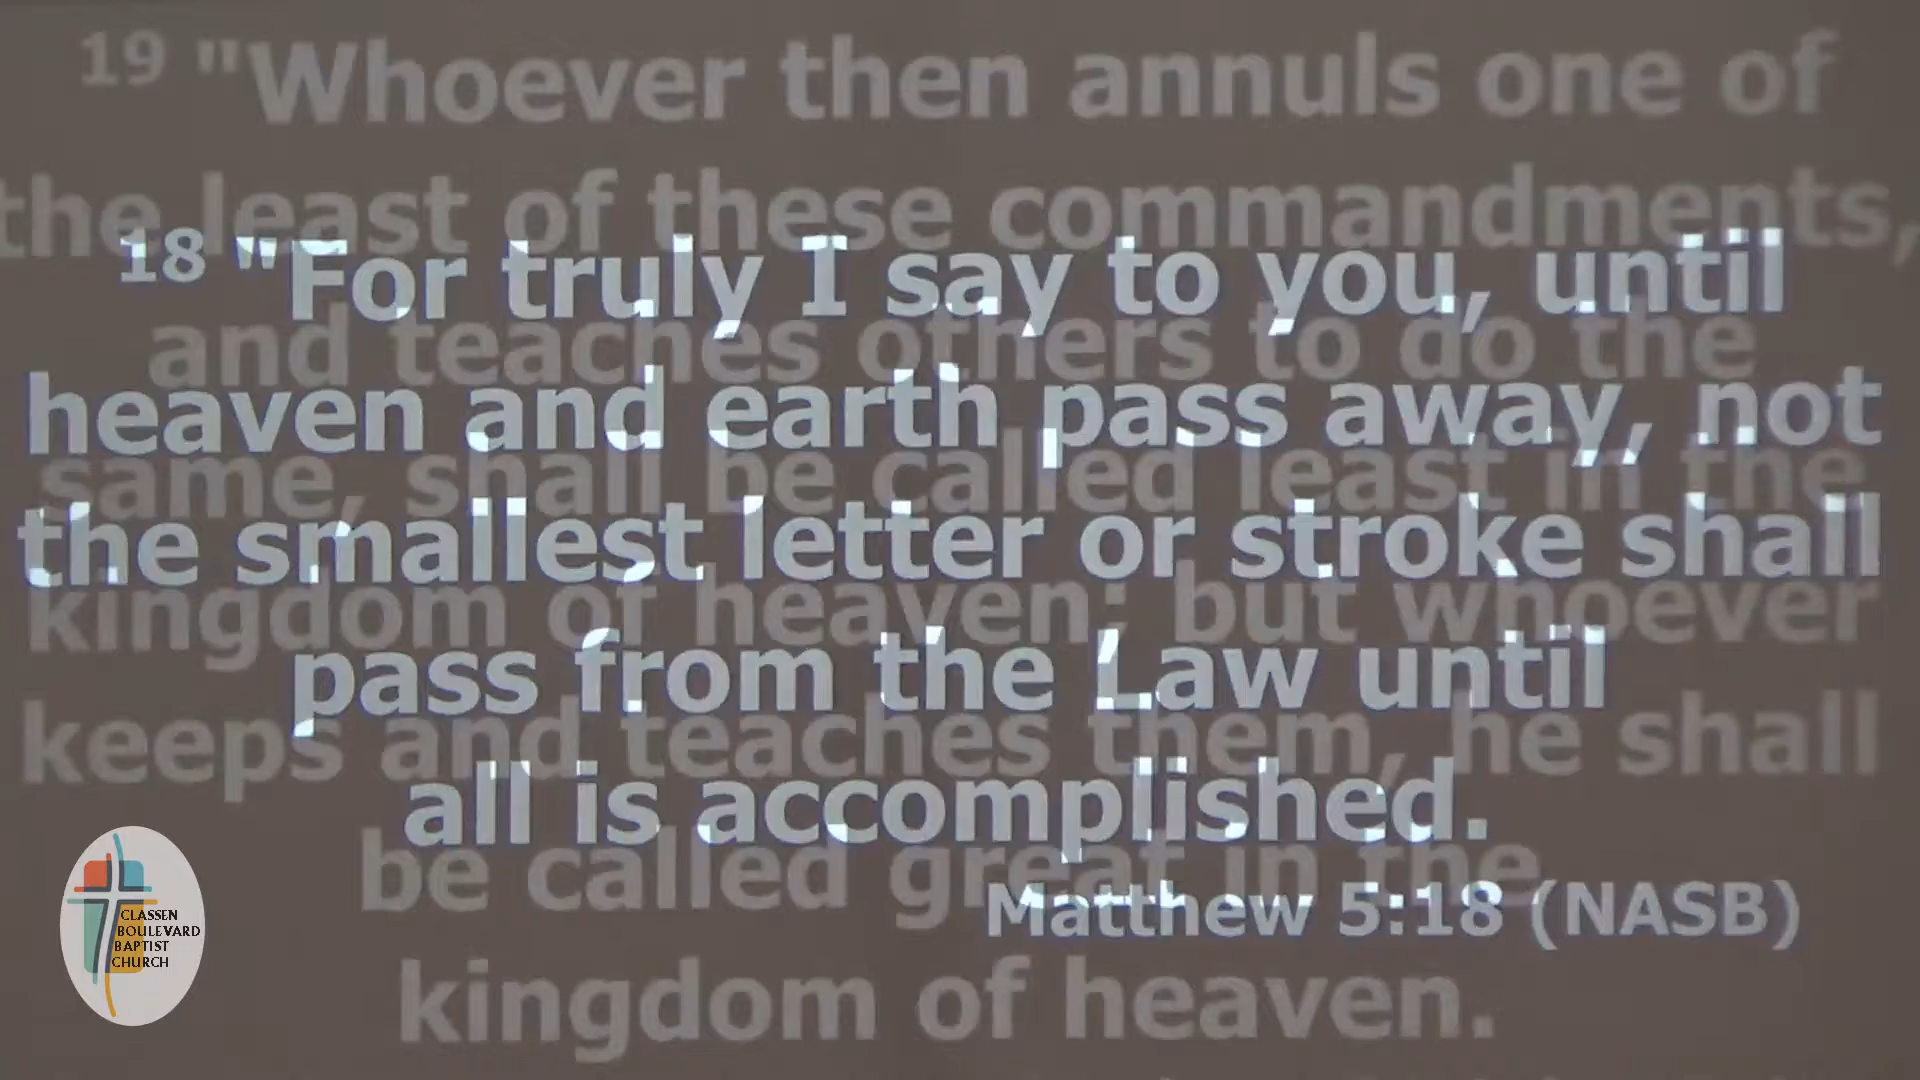 19 "Whoever then annuls one of
the least of these commandments,
and teaches others to do the
same, shall be called least in the
kingdom of heaven; but whoever
keeps and teaches them, he shall
be called great in the
kingdom of heaven.
18 "For truly I say to you, until
heaven and earth pass away, not
the smallest letter or stroke shall
pass from the Law until
all is accomplished.
Matthew 5:18 (NASB)
CLASSEN
BOULEVARD
BAPTIST
CHURCH